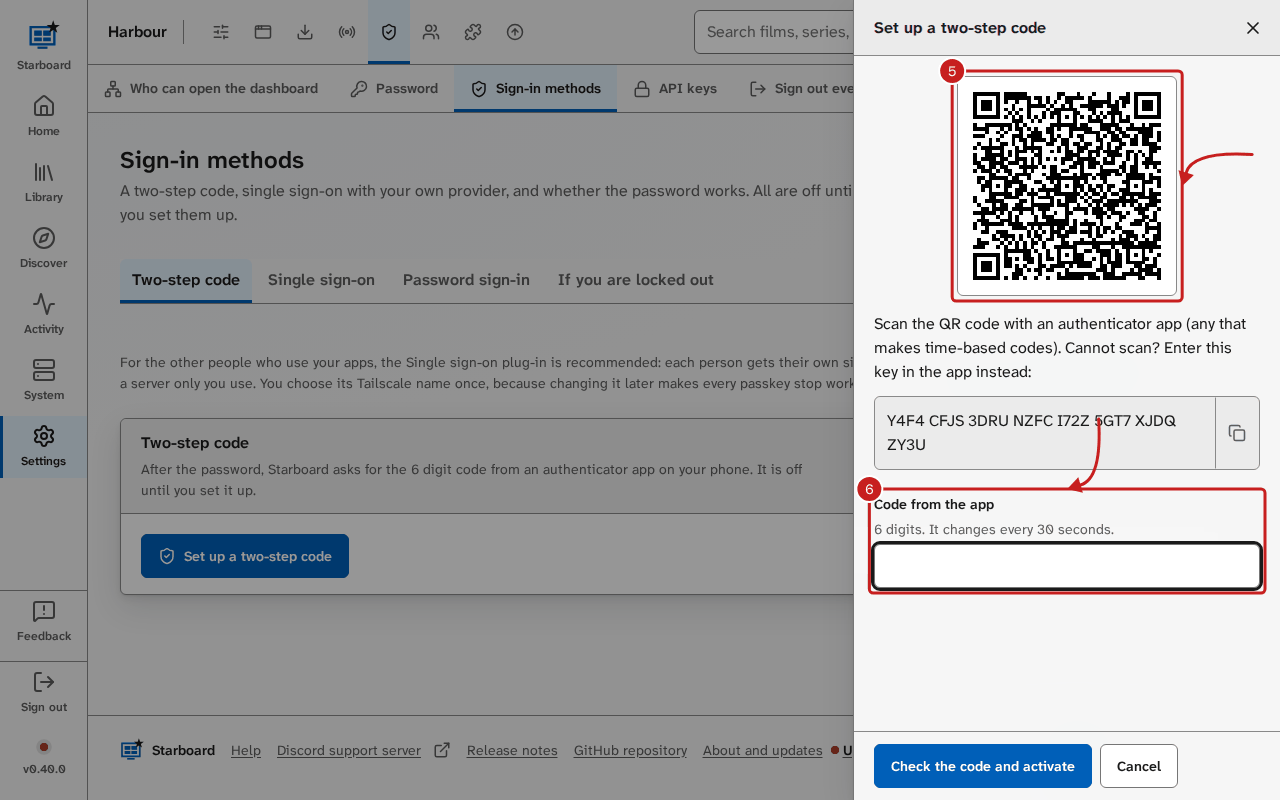 Starboard
Home
Library
Discover
Activity
System
Settings
Feedback
Sign out
v0.40.0
Harbour
Search films, series,
Who can open the dashboard
Password
Sign-in methods
API keys
Sign out eve
Sign-in methods
A two-step code, single sign-on with your own provider, and whether the password works. All are off until
you set them up.
Two-step code
Single sign-on
Password sign-in
If you are locked out
For the other people who use your apps, the Single sign-on plug-in is recommended: each person gets their own si
a server only you use. You choose its Tailscale name once, because changing it later makes every passkey stop work
Two-step code
After the password, Starboard asks for the 6 digit code from an authenticator app on your phone. It is off
until you set it up.
Set up a two-step code
Starboard
Help
Discord support server
Release notes
GitHub repository
About and updates
U
Set up a two-step code
5
Scan the QR code with an authenticator app (any that
makes time-based codes). Cannot scan? Enter this
key in the app instead:
Y4F4 CFJS 3DRU NZFC I72Z 5GT7 XJDQ
ZY3U
6
Code from the app
6 digits. It changes every 30 seconds.
Check the code and activate
Cancel